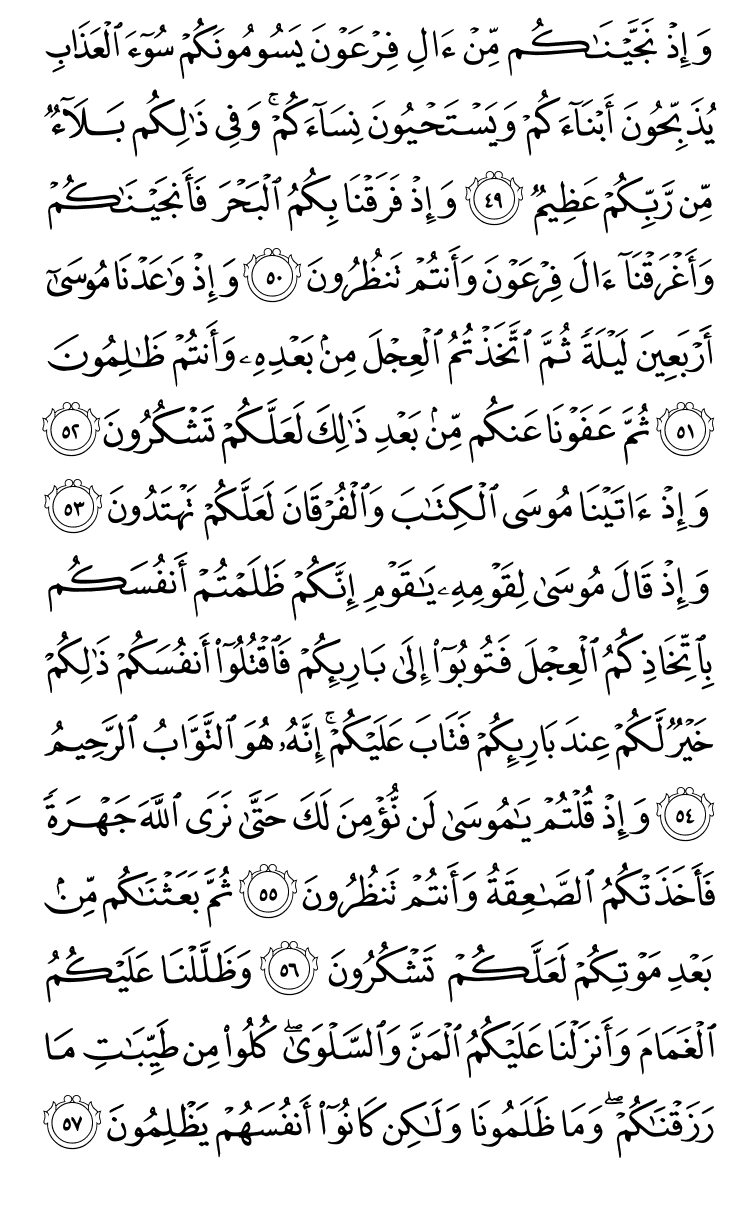 وَإِذْ نَجَّيْنَٰكُم مِّنْ ءَالِ فِرْعَوْنَ يَسُومُونَكُمْ سُوٓءَ ٱلْعَذَابِ
يُذَبِّحُونَ أَبْنَآءَكُمْ وَيَسْتَحْيُونَ نِسَآءَكُمْ ۚ وَفِى ذَٰلِكُم بَلَآءٌ
مِّن رَّبِّكُمْ عَظِيمٌ ٤٩ وَإِذْ فَرَقْنَا بِكُمُ ٱلْبَحْرَ فَأَنجَيْنَٰكُمْ
وَأَغْرَقْنَآ ءَالَ فِرْعَوْنَ وَأَنتُمْ تَنظُرُونَ ٥٠ وَإِذْ وَٰعَدْنَا مُوسَىٰٓ
أَرْبَعِينَ لَيْلَةً ثُمَّ ٱتَّخَذْتُمُ ٱلْعِجْلَ مِنۢ بَعْدِهِۦ وَأَنتُمْ ظَٰلِمُونَ
٥١ ثُمَّ عَفَوْنَا عَنكُم مِّنۢ بَعْدِ ذَٰلِكَ لَعَلَّكُمْ تَشْكُرُونَ ٥٢
وَإِذْ ءَاتَيْنَا مُوسَى ٱلْكِتَٰبَ وَٱلْفُرْقَانَ لَعَلَّكُمْ تَهْتَدُونَ ٥٣
وَإِذْ قَالَ مُوسَىٰ لِقَوْمِهِۦ يَٰقَوْمِ إِنَّكُمْ ظَلَمْتُمْ أَنفُسَكُم
بِٱتِّخَاذِكُمُ ٱلْعِجْلَ فَتُوبُوٓا۟ إِلَىٰ بَارِئِكُمْ فَٱقْتُلُوٓا۟ أَنفُسَكُمْ ذَٰلِكُمْ
خَيْرٌ لَّكُمْ عِندَ بَارِئِكُمْ فَتَابَ عَلَيْكُمْ ۚ إِنَّهُۥ هُوَ ٱلتَّوَّابُ ٱلرَّحِيمُ
٥٤ وَإِذْ قُلْتُمْ يَٰمُوسَىٰ لَن نُّؤْمِنَ لَكَ حَتَّىٰ نَرَى ٱللَّهَ جَهْرَةً
فَأَخَذَتْكُمُ ٱلصَّٰعِقَةُ وَأَنتُمْ تَنظُرُونَ ٥٥ ثُمَّ بَعَثْنَٰكُم مِّنۢ
بَعْدِ مَوْتِكُمْ لَعَلَّكُمْ تَشْكُرُونَ ٥٦ وَظَلَّلْنَا عَلَيْكُمُ
ٱلْغَمَامَ وَأَنزَلْنَا عَلَيْكُمُ ٱلْمَنَّ وَٱلسَّلْوَىٰ ۖ كُلُوا۟ مِن طَيِّبَٰتِ مَا
رَزَقْنَٰكُمْ ۖ وَمَا ظَلَمُونَا وَلَٰكِن كَانُوٓا۟ أَنفُسَهُمْ يَظْلِمُونَ ٥٧